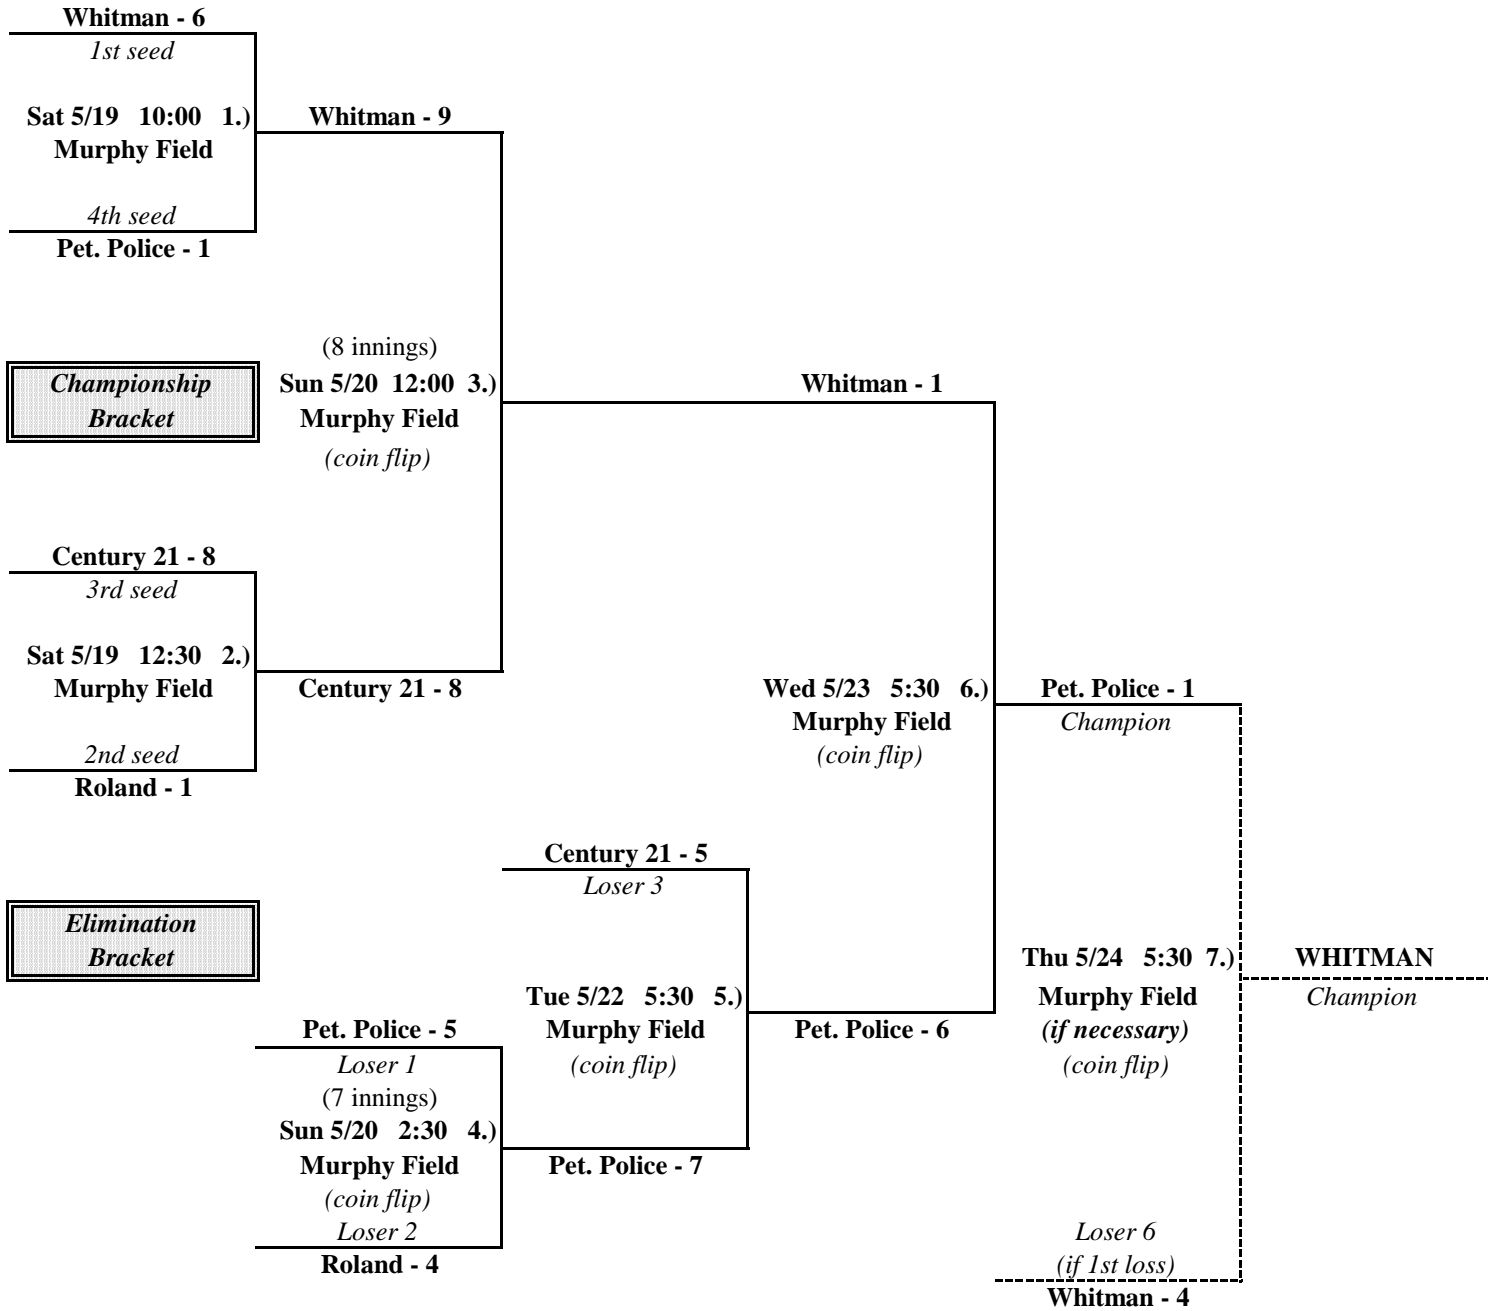 Whitman - 6
1st seed
Sat 5/19 10:00 1.)
Murphy Field
4th seed
Pet. Police - 1
Whitman - 9
(8 innings)
Championship
Bracket
Sun 5/20 12:00 3.)
Murphy Field
(coin flip)
Whitman - 1
Century 21 - 8
3rd seed
Sat 5/19 12:30 2.)
Murphy Field
2nd seed
Roland - 1
Century 21 - 8
Wed 5/23 5:30 6.)
Murphy Field
(coin flip)
Pet. Police - 1
Champion
Century 21 - 5
Loser 3
Elimination
Bracket
Tue 5/22 5:30 5.)
Murphy Field
(coin flip)
Pet. Police - 6
Thu 5/24 5:30 7.)
Murphy Field
(if necessary)
(coin flip)
WHITMAN
Champion
Pet. Police - 5
Loser 1
(7 innings)
Sun 5/20 2:30 4.)
Murphy Field
(coin flip)
Loser 2
Roland - 4
Pet. Police - 7
Loser 6
(if 1st loss)
Whitman - 4